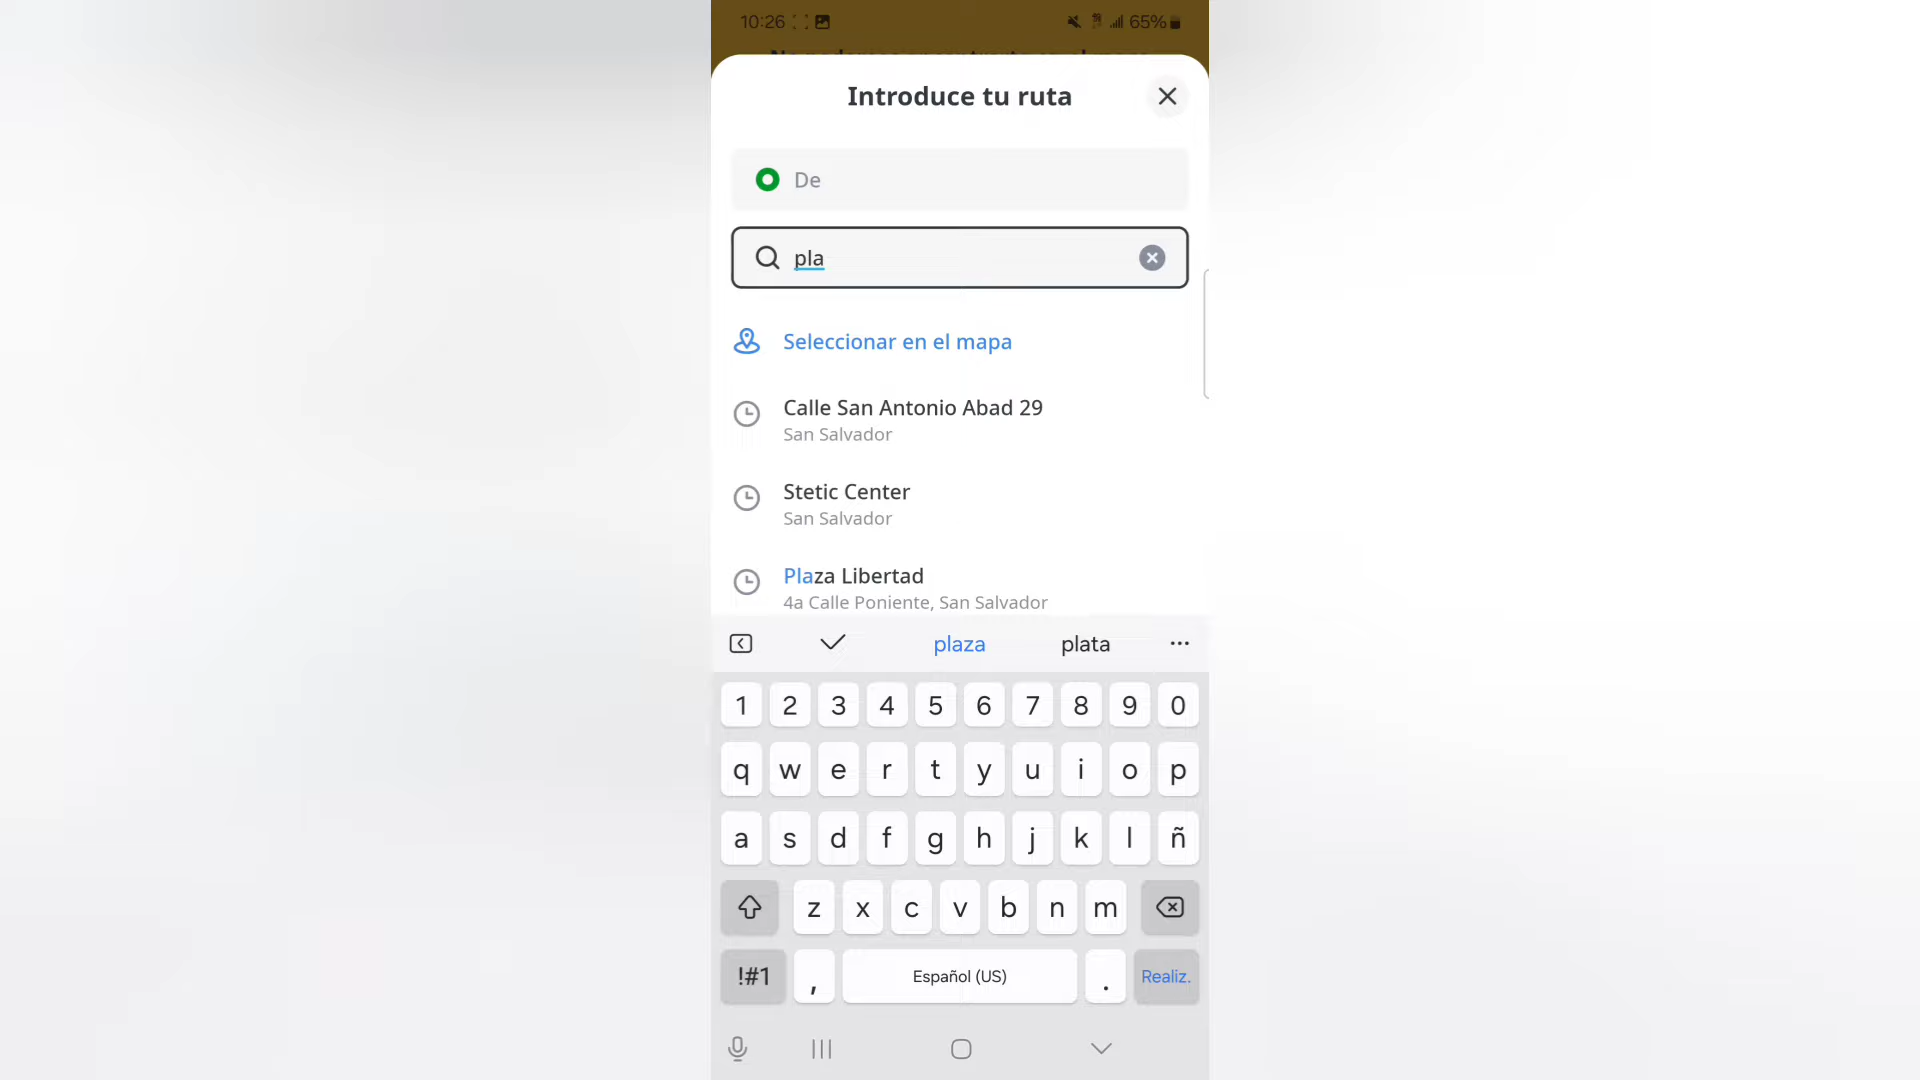 10:26 65%
Introduce tu ruta
De
pla
Seleccionar en el mapa
Calle San Antonio Abad 29
San Salvador
Stetic Center
San Salvador
Plaza Libertad
4a Calle Poniente, San Salvador
plaza plata
1 2 3 4 5 6 7 8 9 0
q w e r t y u i o p
a s d f g h j k l ñ
z x c v b n m
!#1 , Español (US) . Realiz.